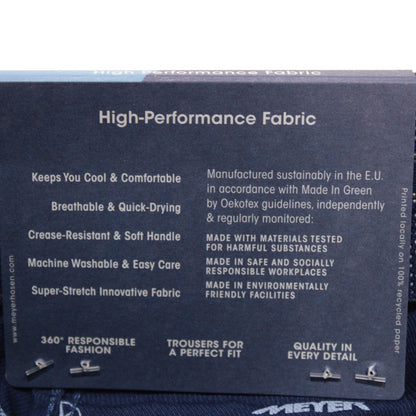 High-Performance Fabric
High-Performance Fabric
Keeps You Cool & Comfortable
Breathable & Quick-Drying
Crease-Resistant & Soft Handle
Machine Washable & Easy Care
Super-Stretch Innovative Fabric
Manufactured sustainably in the E.U.
in accordance with Made In Green
by Oekotex guidelines, independently
& regularly monitored:
MADE WITH MATERIALS TESTED
FOR HARMFUL SUBSTANCES
MADE IN SAFE AND SOCIALLY
RESPONSIBLE WORKPLACES
MADE IN ENVIRONMENTALLY
FRIENDLY FACILITIES
360° RESPONSIBLE
FASHION
TROUSERS FOR
A PERFECT FIT
QUALITY IN
EVERY DETAIL
www.meyerhosen.com
Printed locally on 100% recycled paper
MEYER